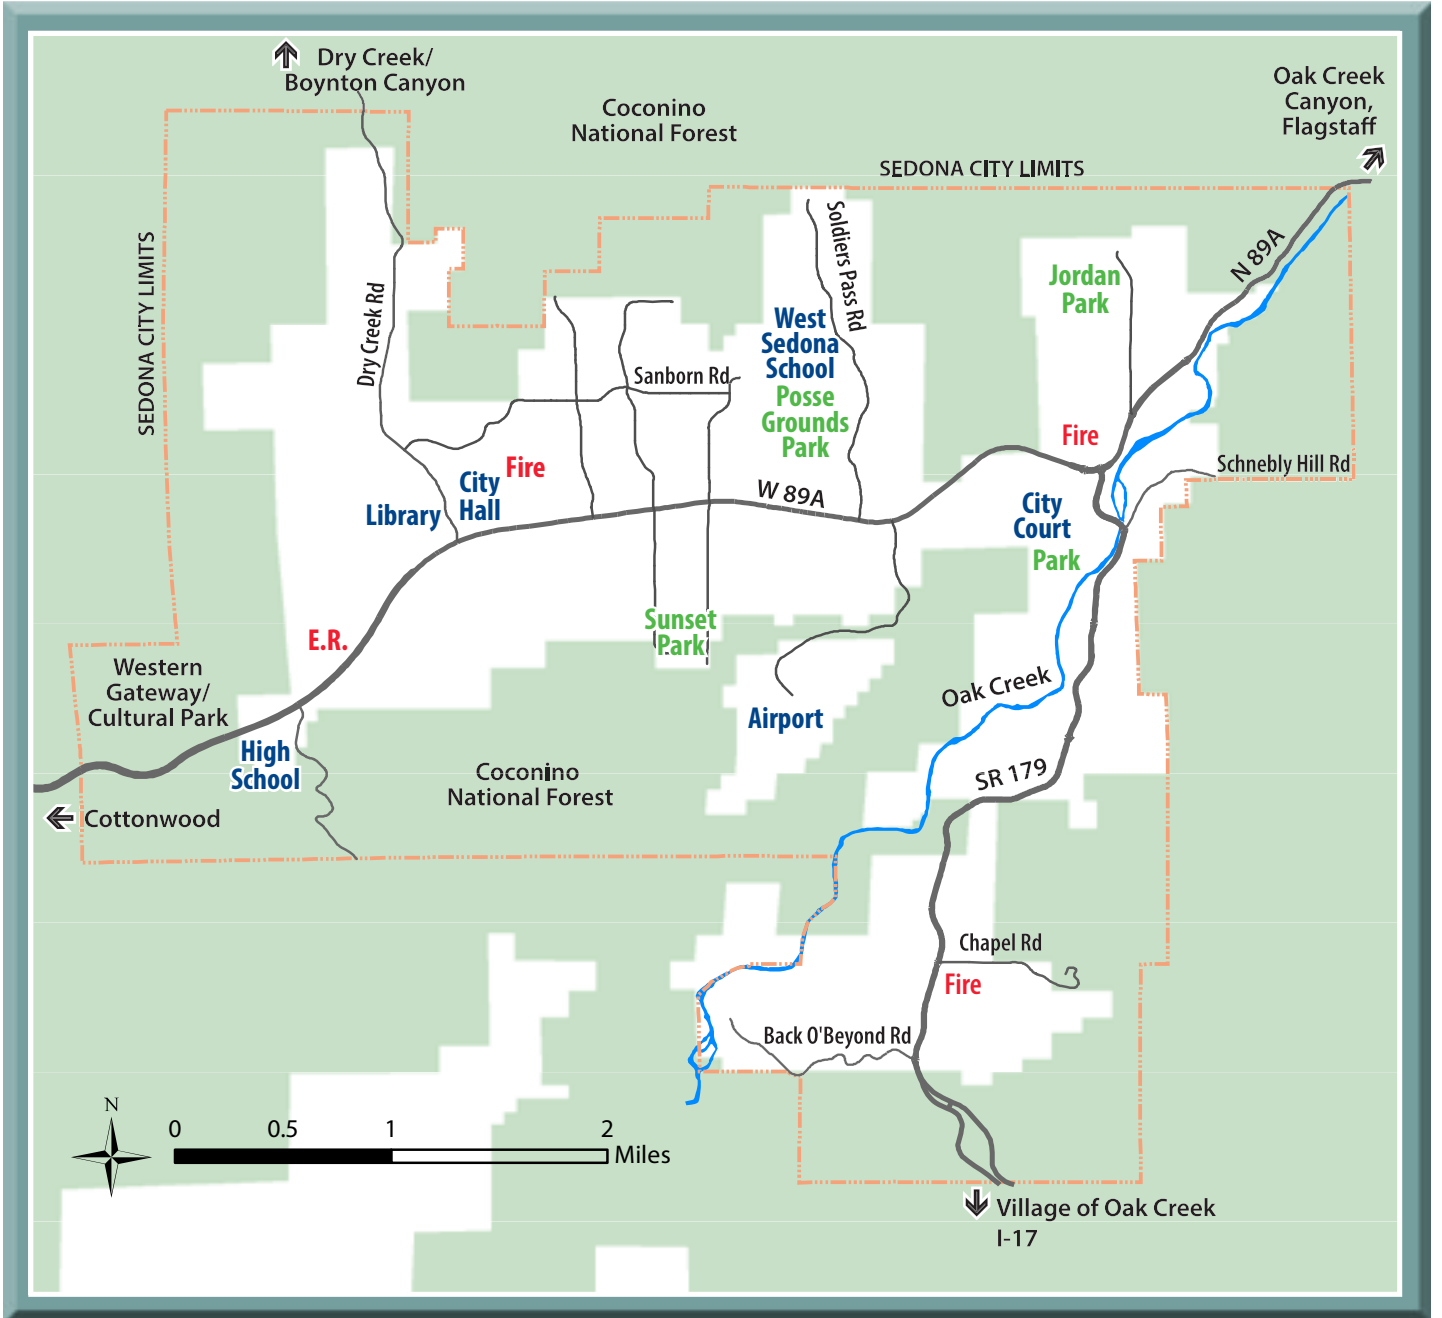 Dry Creek/
Boynton Canyon
Coconino
National Forest
Oak Creek
Canyon,
Flagstaff
SEDONA CITY LIMITS
SEDONA CITY LIMITS
Soldiers Pass Rd
N 89A
Jordan
Park
Dry Creek Rd
West
Sedona
School
Posse
Grounds
Park
Sanborn Rd
Fire
Schnebly Hill Rd
Fire
City
Hall
Library
W 89A
City
Court
Park
Sunset
Park
E.R.
Western
Gateway/
Cultural Park
Oak Creek
Airport
High
School
SR 179
Coconino
National Forest
Cottonwood
Chapel Rd
Fire
Back O'Beyond Rd
N
0 0.5 1 2
Miles
Village of Oak Creek
I-17